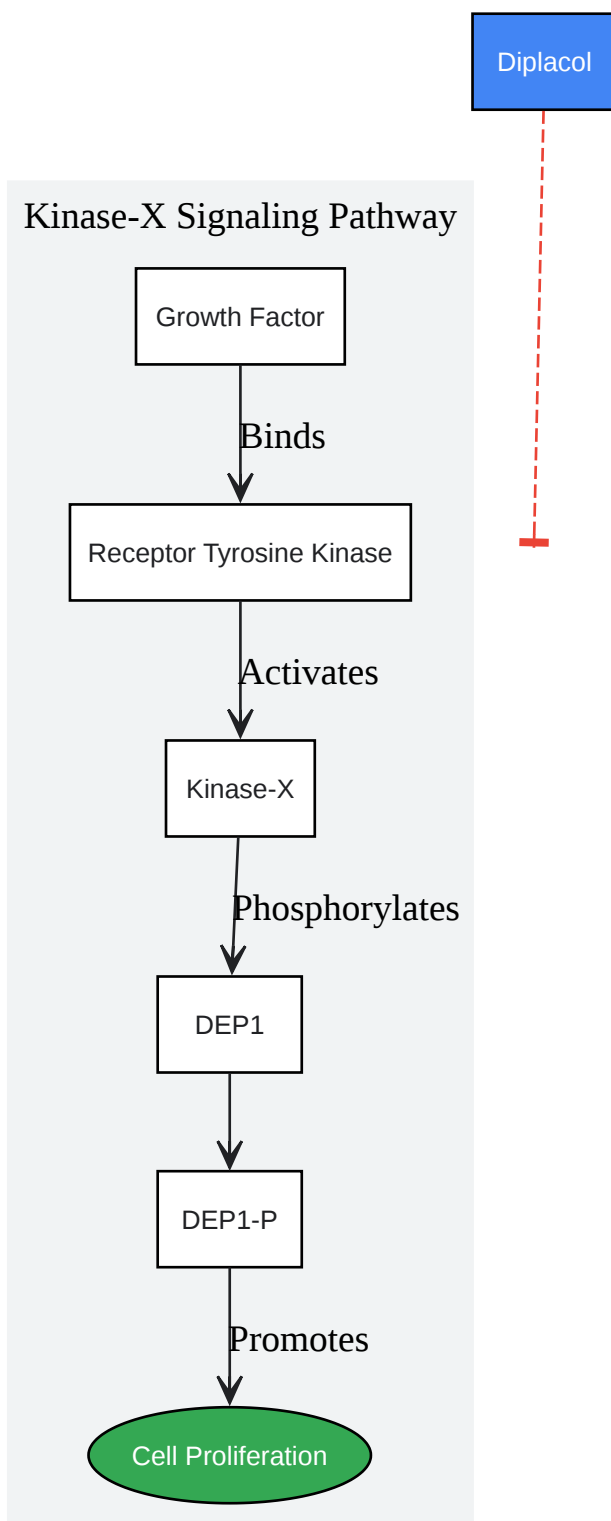 Diplacol
Kinase-X Signaling Pathway
Growth Factor
Binds
Receptor Tyrosine Kinase
Activates
Kinase-X
Phosphorylates
DEP1
DEP1-P
Promotes
Cell Proliferation